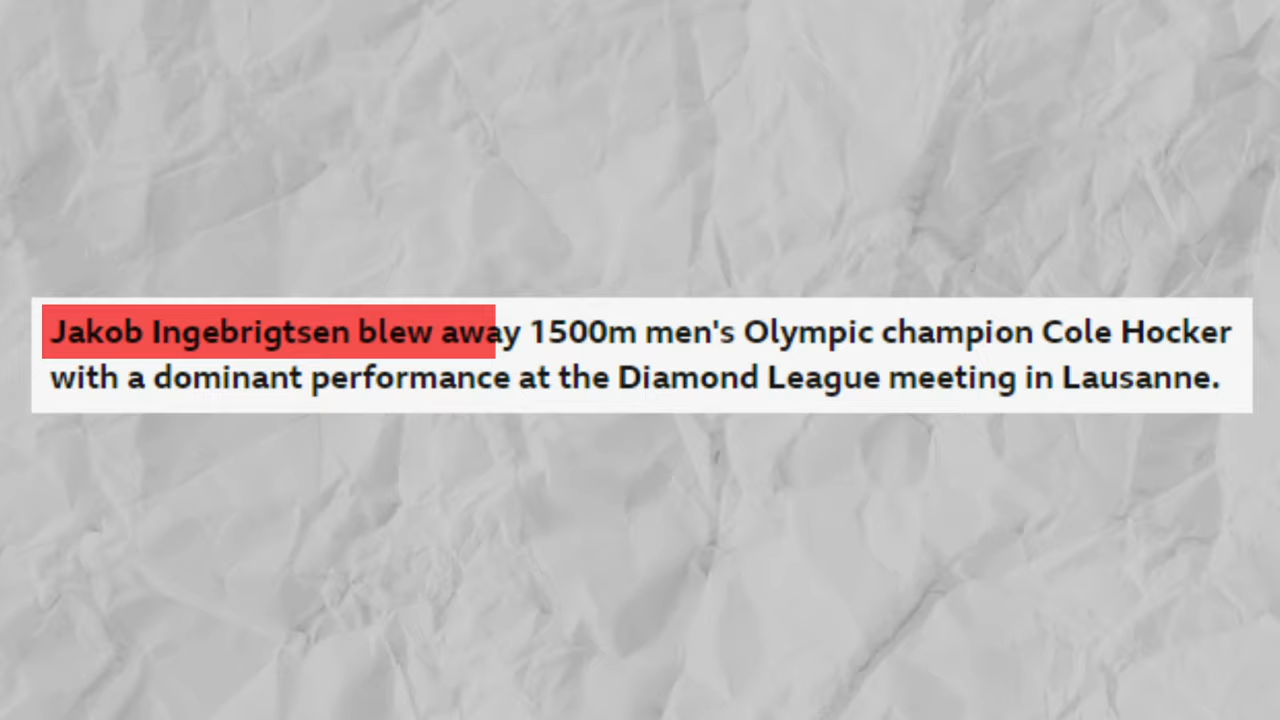 Jakob Ingebrigtsen blew away 1500m men's Olympic champion Cole Hocker
with a dominant performance at the Diamond League meeting in Lausanne.